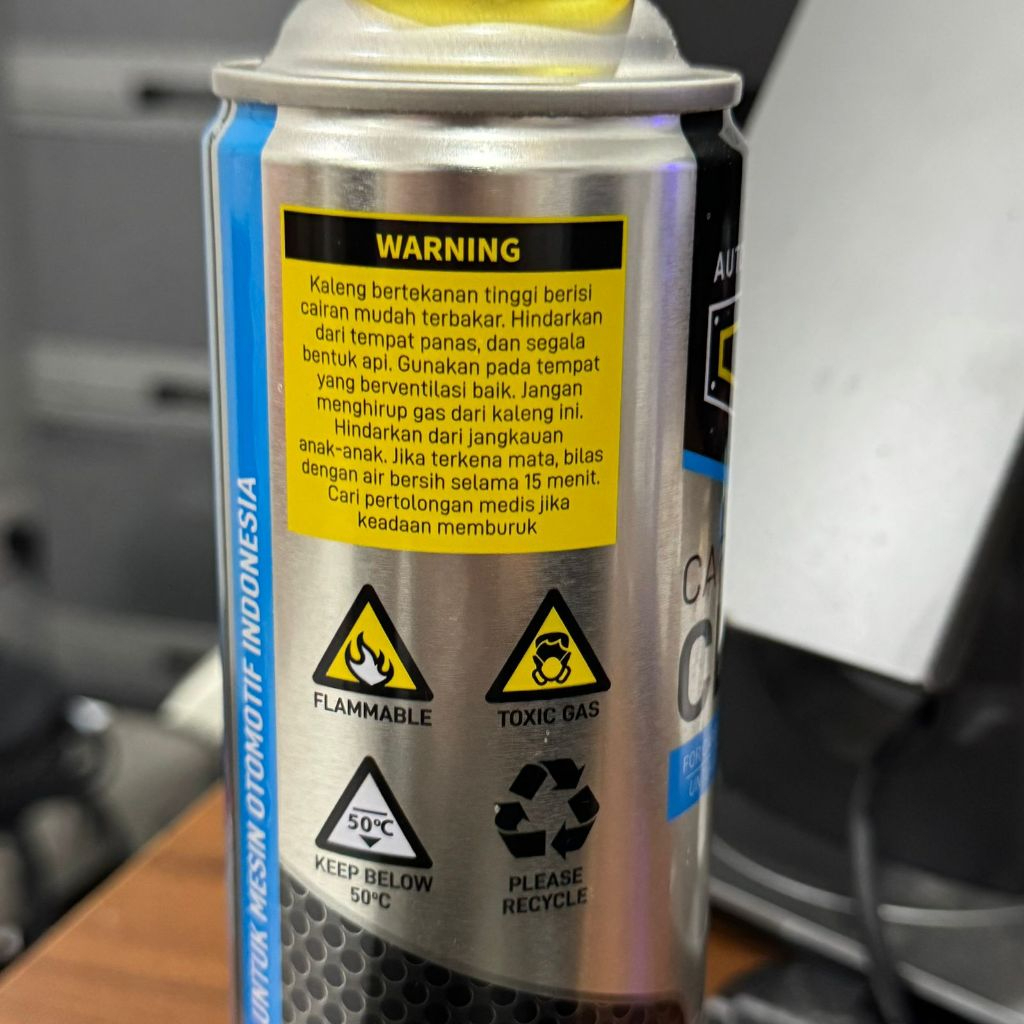 WARNING
Kaleng bertekanan tinggi berisi
cairan mudah terbakar. Hindarkan
dari tempat panas, dan segala
bentuk api. Gunakan pada tempat
yang berventilasi baik. Jangan
menghirup gas dari kaleng ini.
Hindarkan dari jangkauan
anak-anak. Jika terkena mata, bilas
dengan air bersih selama 15 menit.
Cari pertolongan medis jika
keadaan memburuk
FLAMMABLE
TOXIC GAS
50°C
KEEP BELOW
50°C
PLEASE
RECYCLE
UNTUK MESIN OTOMOTIF INDONESIA